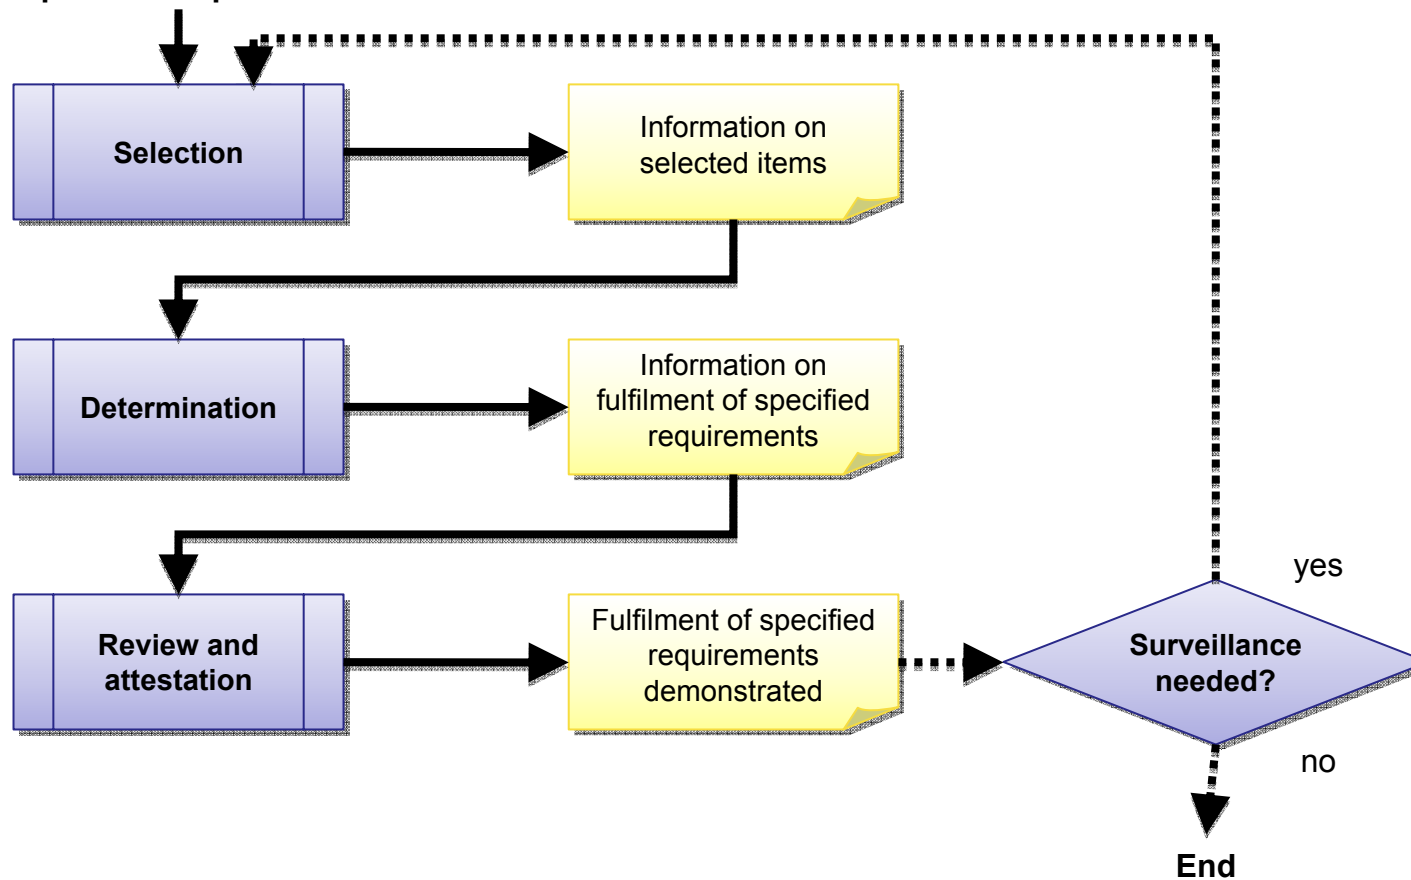 Selection
Information on
selected items
Determination
Information on
fulfilment of specified
requirements
Review and
attestation
Fulfilment of specified
requirements
demonstrated
Surveillance
needed?
yes
no
End